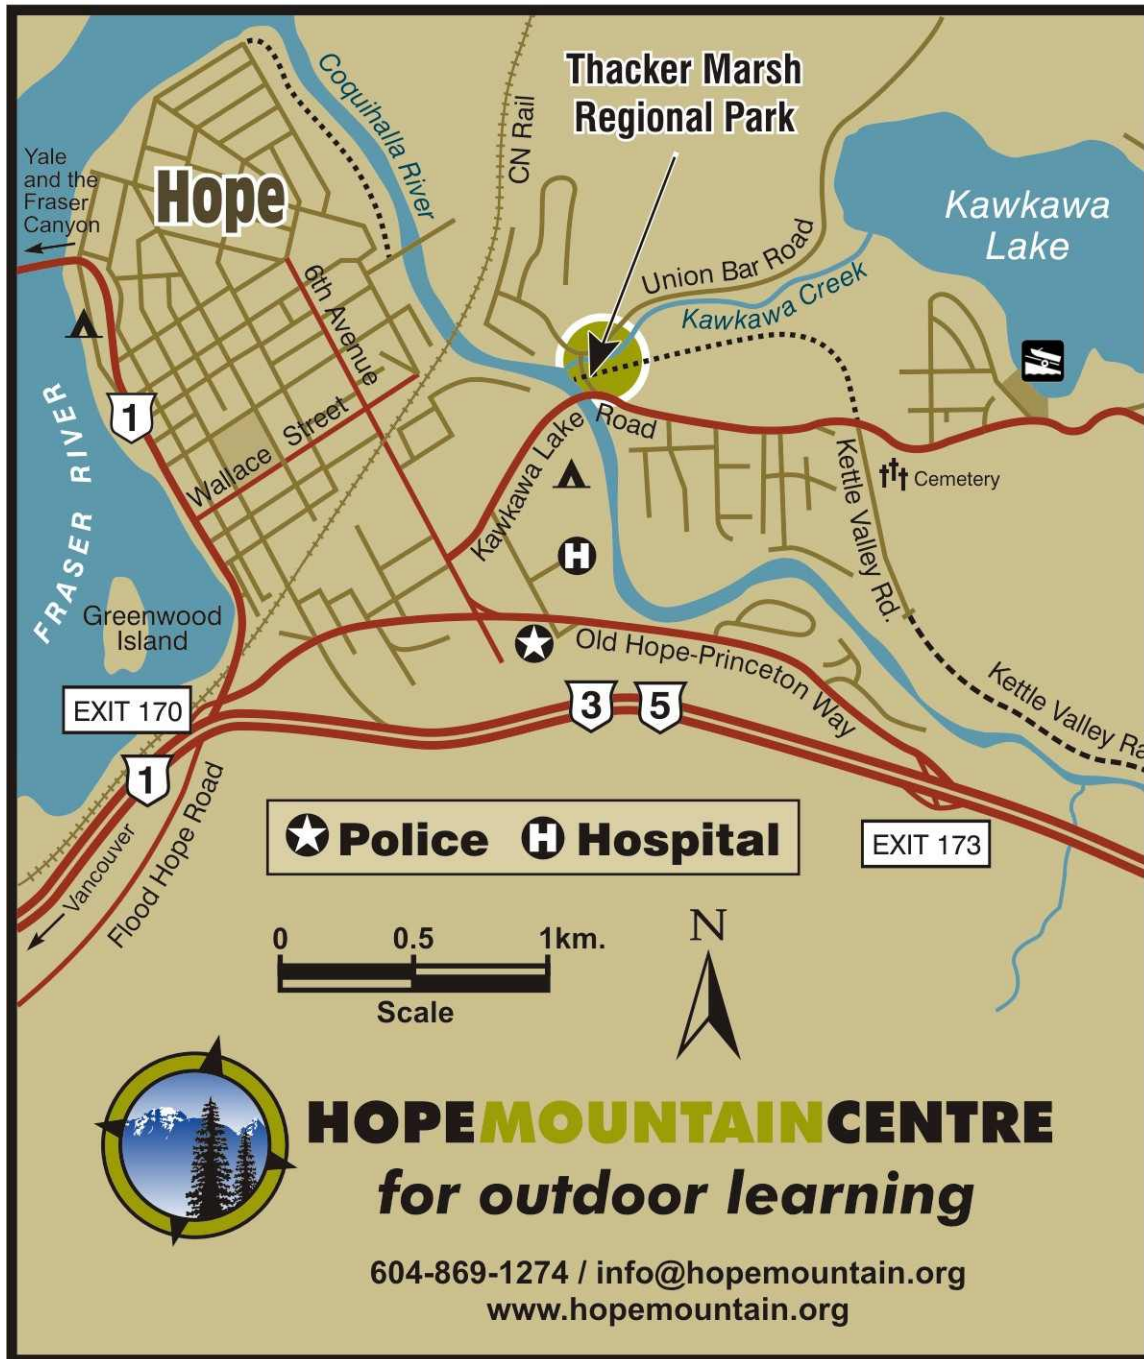 Thacker Marsh
Regional Park
Coquihalla River
CN Rail
Yale
and the
Fraser
Canyon
Hope
Kawkawa
Lake
Union Bar Road
Kawkawa Creek
6th Avenue
1
Wallace Street
Kawkawa Lake Road
FRASER RIVER
Cemetery
Kettle Valley Rd.
H
Greenwood
Island
Old Hope-Princeton Way
Kettle Valley Ra
EXIT 170
3
5
1
Vancouver
Flood Hope Road
Police
H Hospital
EXIT 173
0 0.5 1km.
Scale
N
HOPEMOUNTAINCENTRE
for outdoor learning
604-869-1274 / info@hopemountain.org
www.hopemountain.org